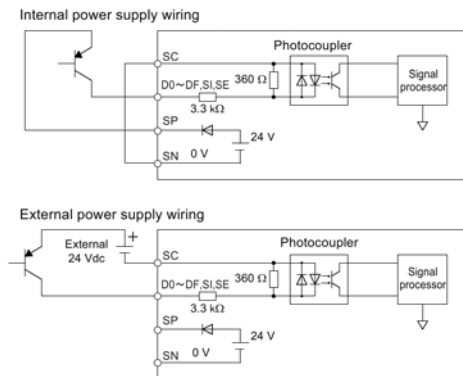 Internal power supply wiring
Photocoupler
SC
360 Ω
Signal
processor
D0～DF,SI,SE
3.3 kΩ
SP
24 V
0 V
SN
External power supply wiring
External
24 Vdc
+
Photocoupler
SC
360 Ω
Signal
processor
D0～DF,SI,SE
3.3 kΩ
SP
24 V
0 V
SN